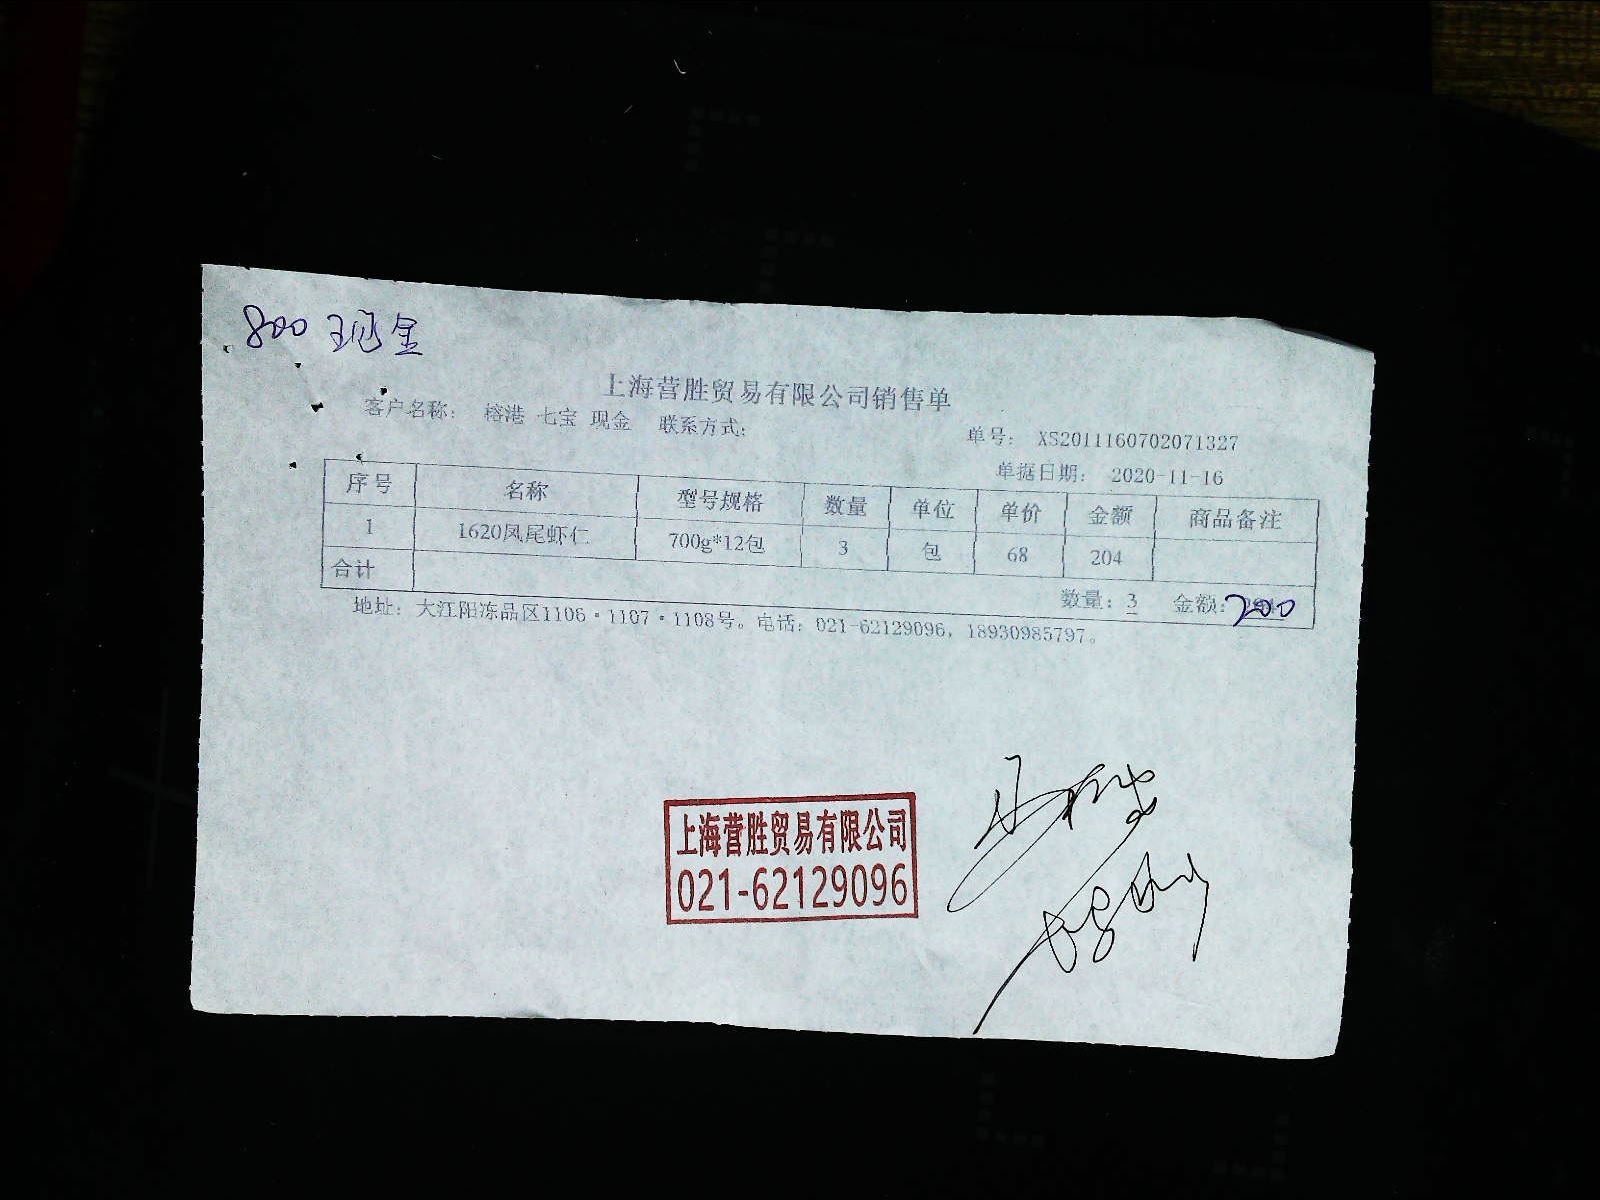 800 现金
上海营胜贸易有限公司销售单
客户名称： 榕港 七宝 现金 联系方式：
单号： XS2011160702071327
单据日期： 2020-11-16
序号 名称 型号规格 数量 单位 单价 金额 商品备注
1 1620凤尾虾仁 700g*12包 3 包 68 204
合计
数量：3 金额：200
地址：大江阳冻品区1106·1107·1108号。电话：021-62129096，18930985797。
上海营胜贸易有限公司
021-62129096